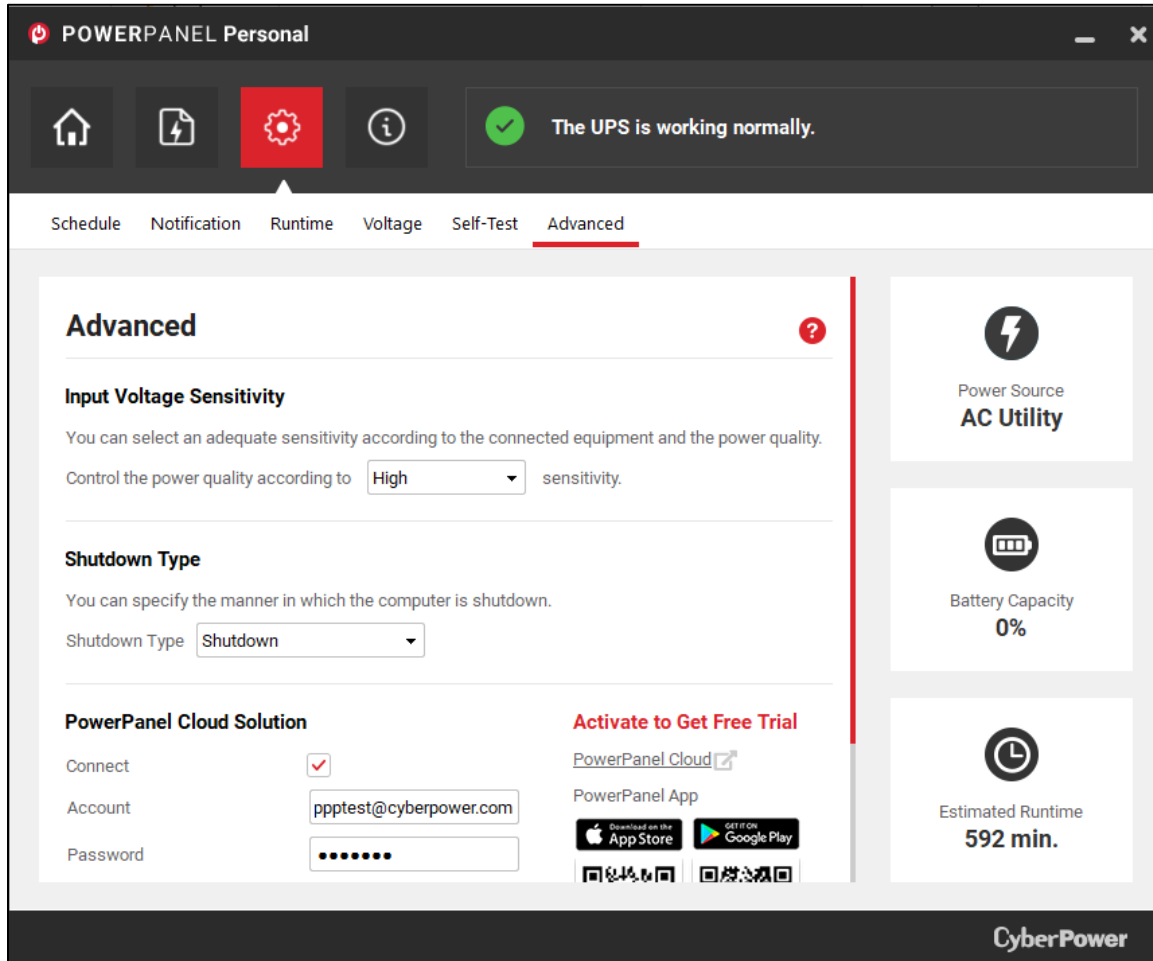 POWERPANEL Personal
The UPS is working normally.
Schedule Notification Runtime Voltage Self-Test Advanced
Advanced
?
Input Voltage Sensitivity
You can select an adequate sensitivity according to the connected equipment and the power quality.
Control the power quality according to High sensitivity.
Shutdown Type
You can specify the manner in which the computer is shutdown.
Shutdown Type Shutdown
PowerPanel Cloud Solution
Connect
Account ppptest@cyberpower.com
Password •••••••
Activate to Get Free Trial
PowerPanel Cloud
PowerPanel App
Download on the
App Store
GET IT ON
Google Play
Power Source
AC Utility
Battery Capacity
0%
Estimated Runtime
592 min.
CyberPower